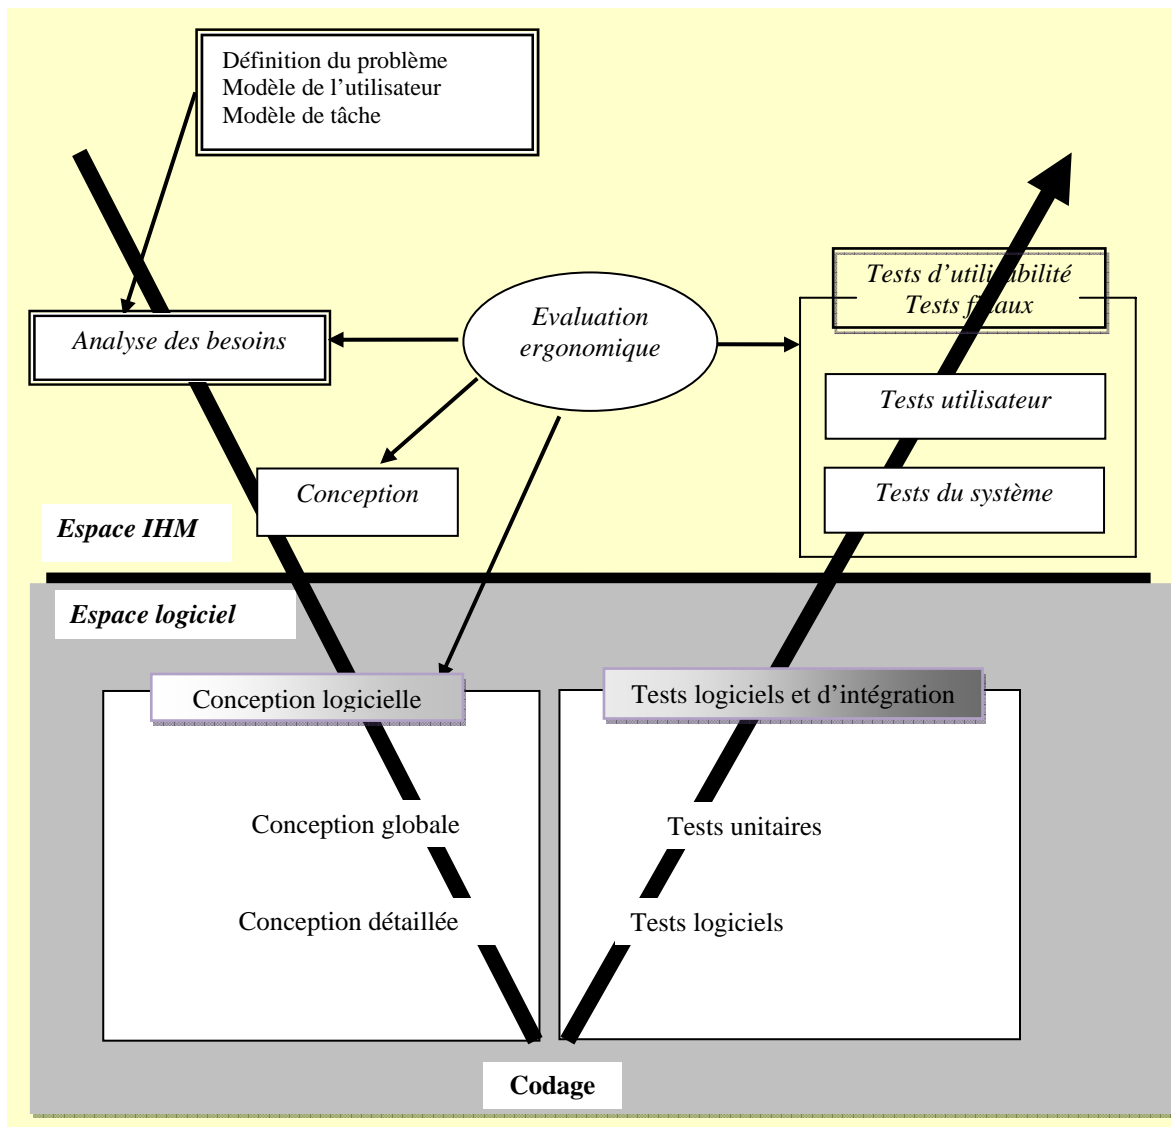 Définition du problème
Modèle de l’utilisateur
Modèle de tâche
Tests d’utilisabilité
Tests finaux
Evaluation
ergonomique
Analyse des besoins
Tests utilisateur
Conception
Tests du système
Espace IHM
Espace logiciel
Conception logicielle
Tests logiciels et d’intégration
Conception globale
Tests unitaires
Conception détaillée
Tests logiciels
Codage